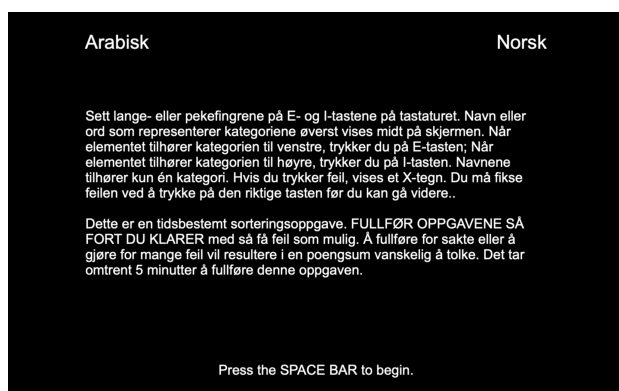 Arabisk Norsk
Sett lange- eller pekefingrene på E- og I-tastene på tastaturet. Navn eller
ord som representerer kategoriene øverst vises midt på skjermen. Når
elementet tilhører kategorien til venstre, trykker du på E-tasten; Når
elementet tilhører kategorien til høyre, trykker du på I-tasten. Navnene
tilhører kun én kategori. Hvis du trykker feil, vises et X-tegn. Du må fikse
feilen ved å trykke på den riktige tasten før du kan gå videre..
Dette er en tidsbestemt sorteringsoppgave. FULLFØR OPPGAVENE SÅ
FORT DU KLARER med så få feil som mulig. Å fullføre for sakte eller å
gjøre for mange feil vil resultere i en poengsum vanskelig å tolke. Det tar
omtrent 5 minutter å fullføre denne oppgaven.
Press the SPACE BAR to begin.